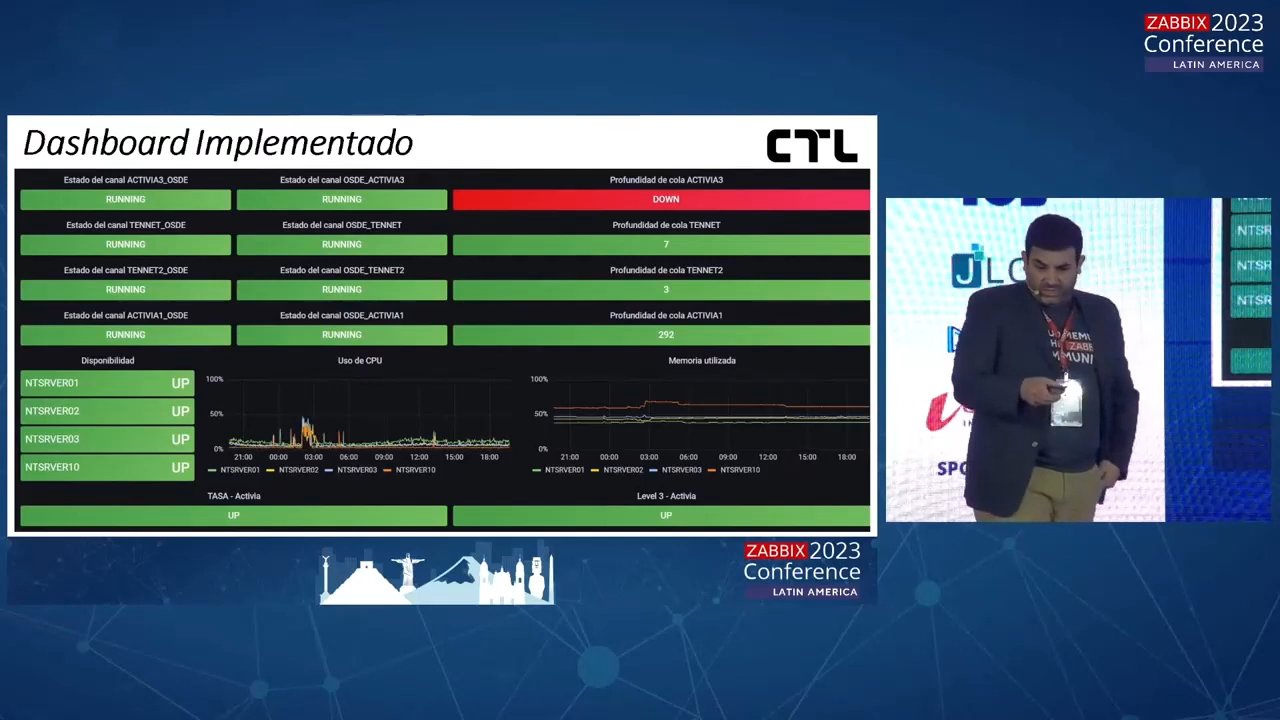 ZABBIX 2023
Conference
LATIN AMERICA
Dashboard Implementado
CTL
Estado del canal ACTIVIA3_OSDE
Estado del canal OSDE_ACTIVIA3
Profundidad de cola ACTIVIA3
RUNNING
RUNNING
DOWN
Estado del canal TENNET_OSDE
Estado del canal OSDE_TENNET
Profundidad de cola TENNET
RUNNING
RUNNING
7
Estado del canal TENNET2_OSDE
Estado del canal OSDE_TENNET2
Profundidad de cola TENNET2
RUNNING
RUNNING
3
Estado del canal ACTIVIA1_OSDE
Estado del canal OSDE_ACTIVIA1
Profundidad de cola ACTIVIA1
RUNNING
RUNNING
292
Disponibilidad
NTSRVER01 UP
NTSRVER02 UP
NTSRVER03 UP
NTSRVER10 UP
Uso de CPU
100%
50%
0%
21:00 00:00 03:00 06:00 09:00 12:00 15:00 18:00
NTSRVER01 NTSRVER02 NTSRVER03 NTSRVER10
Memoria utilizada
100%
50%
0%
21:00 00:00 03:00 06:00 09:00 12:00 15:00 18:00
NTSRVER01 NTSRVER02 NTSRVER03 NTSRVER10
TASA - Activia
UP
Level 3 - Activia
UP
ZABBIX 2023
Conference
LATIN AMERICA
JLC
SPO
ZABB
MMUNI
NTSR
NTSR
NTSR